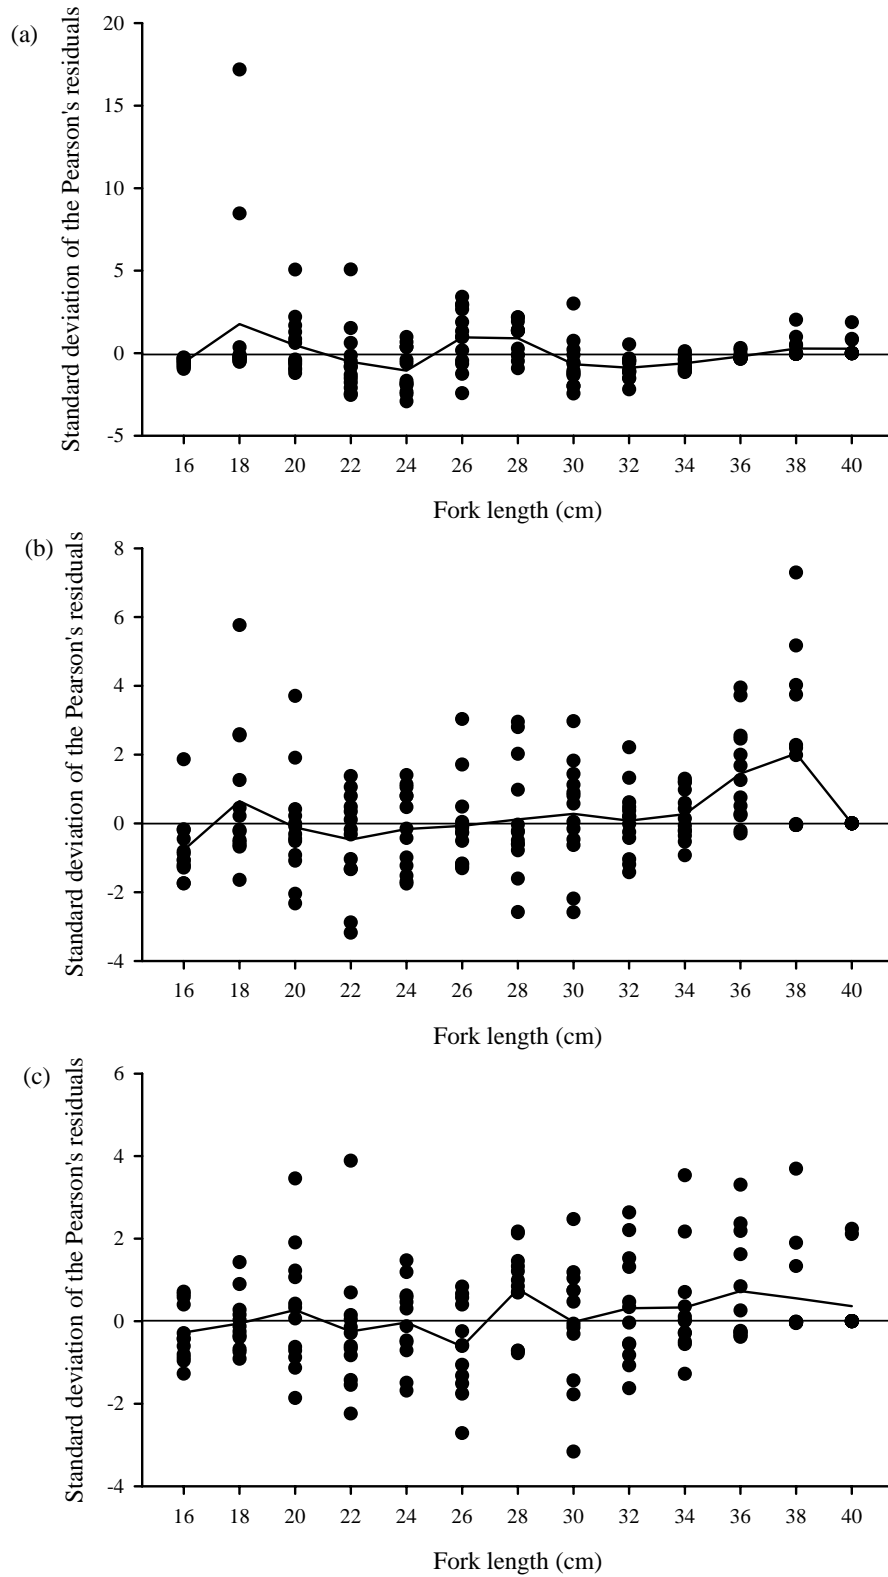 (a)
Standard deviation of the Pearson's residuals
20
15
10
5
0
-5
16 18 20 22 24 26 28 30 32 34 36 38 40
Fork length (cm)
(b)
Standard deviation of the Pearson's residuals
8
6
4
2
0
-2
-4
16 18 20 22 24 26 28 30 32 34 36 38 40
Fork length (cm)
(c)
Standard deviation of the Pearson's residuals
6
4
2
0
-2
-4
16 18 20 22 24 26 28 30 32 34 36 38 40
Fork length (cm)